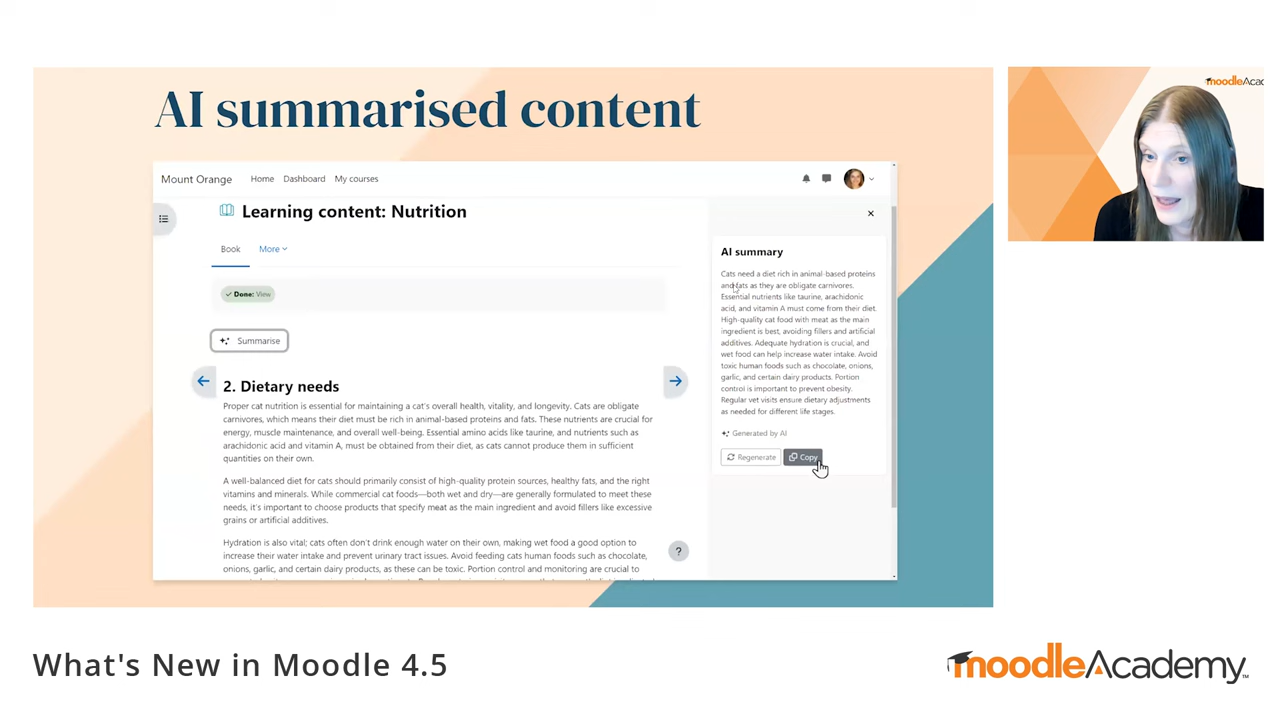 AI summarised content
moodleAcad
Mount Orange
Home
Dashboard
My courses
Learning content: Nutrition
Book
More
Done: View
Summarise
2. Dietary needs
Proper cat nutrition is essential for maintaining a cat's overall health, vitality, and longevity. Cats are obligate
carnivores, which means their diet must be rich in animal-based proteins and fats. These nutrients are crucial for
energy, muscle maintenance, and overall well-being. Essential amino acids like taurine, and nutrients such as
arachidonic acid and vitamin A, must be obtained from their diet, as cats cannot produce them in sufficient
quantities on their own.
A well-balanced diet for cats should primarily consist of high-quality protein sources, healthy fats, and the right
vitamins and minerals. While commercial cat foods—both wet and dry—are generally formulated to meet these
needs, it's important to choose products that specify meat as the main ingredient and avoid fillers like excessive
grains or artificial additives.
Hydration is also vital; cats often don't drink enough water on their own, making wet food a good option to
increase their water intake and prevent urinary tract issues. Avoid feeding cats human foods such as chocolate,
onions, garlic, and certain dairy products, as these can be toxic. Portion control and monitoring are crucial to
?
AI summary
Cats need a diet rich in animal-based proteins
and fats as they are obligate carnivores.
Essential nutrients like taurine, arachidonic
acid, and vitamin A must come from their diet.
High-quality cat food with meat as the main
ingredient is best, avoiding fillers and artificial
additives. Adequate hydration is crucial, and
wet food can help increase water intake. Avoid
toxic human foods such as chocolate, onions,
garlic, and certain dairy products. Portion
control is important to prevent obesity.
Regular vet visits ensure dietary adjustments
as needed for different life stages.
Generated by AI
Regenerate
Copy
What's New in Moodle 4.5
moodleAcademy™